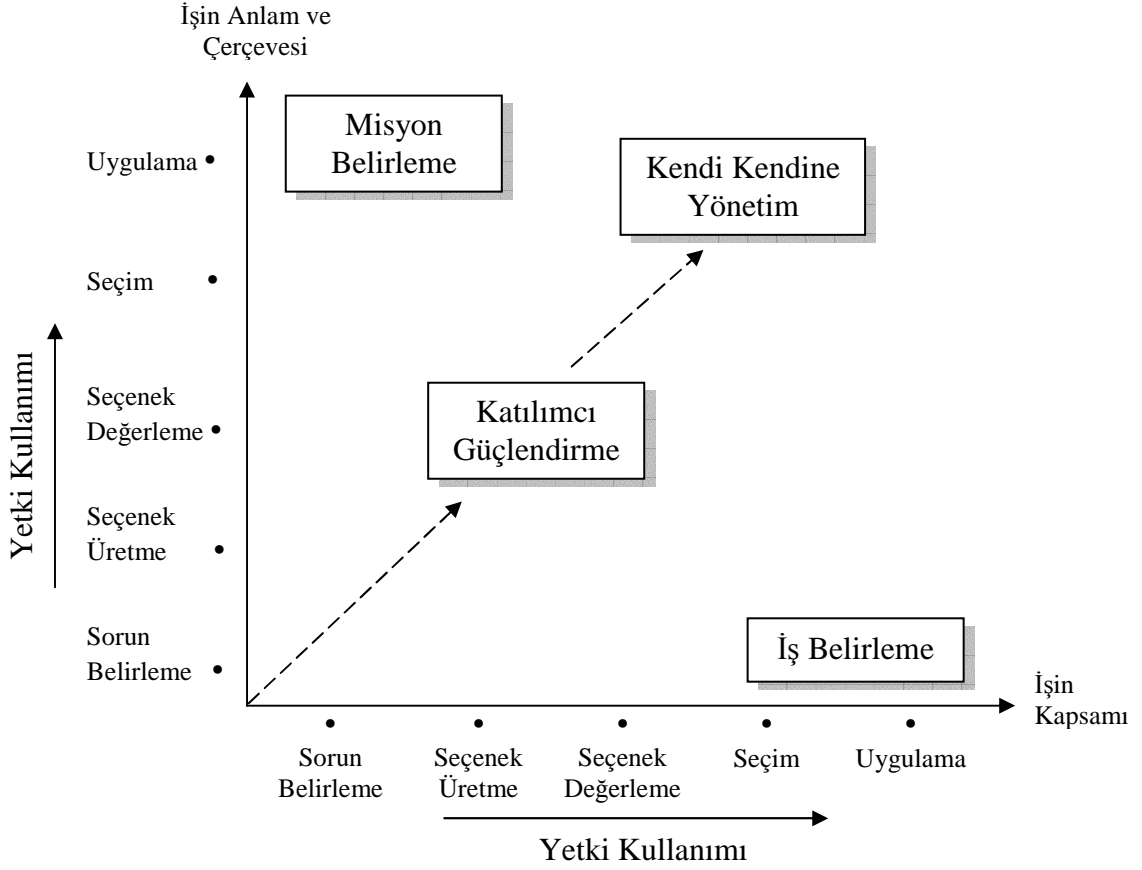 İşin Anlam ve
Çerçevesi
Misyon
Belirleme
Kendi Kendine
Yönetim
Uygulama
Seçim
Seçenek
Değerleme
Katılımcı
Güçlendirme
Yetki Kullanımı
Seçenek
Üretme
Sorun
Belirleme
İş Belirleme
İşin
Kapsamı
Sorun
Belirleme
Seçenek
Üretme
Seçenek
Değerleme
Seçim
Uygulama
Yetki Kullanımı